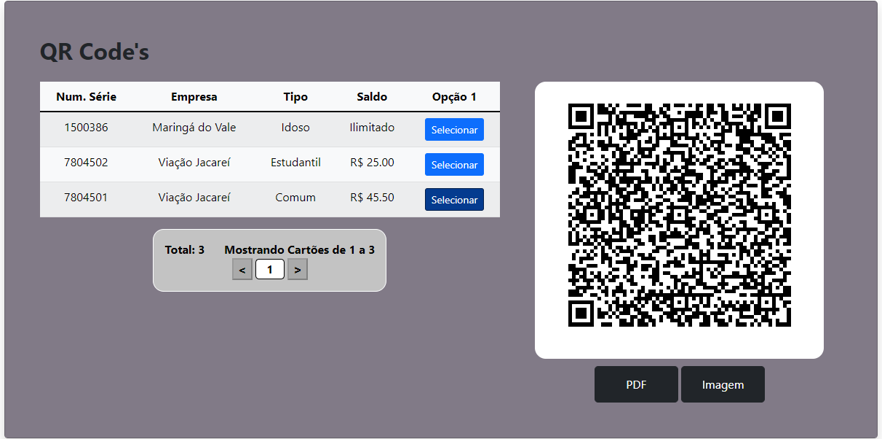 QR Code's
Num. Série Empresa Tipo Saldo Opção 1
1500386 Maringá do Vale Idoso Ilimitado Selecionar
7804502 Viação Jacareí Estudantil R$ 25.00 Selecionar
7804501 Viação Jacareí Comum R$ 45.50 Selecionar
Total: 3 Mostrando Cartões de 1 a 3
< 1 >
PDF Imagem